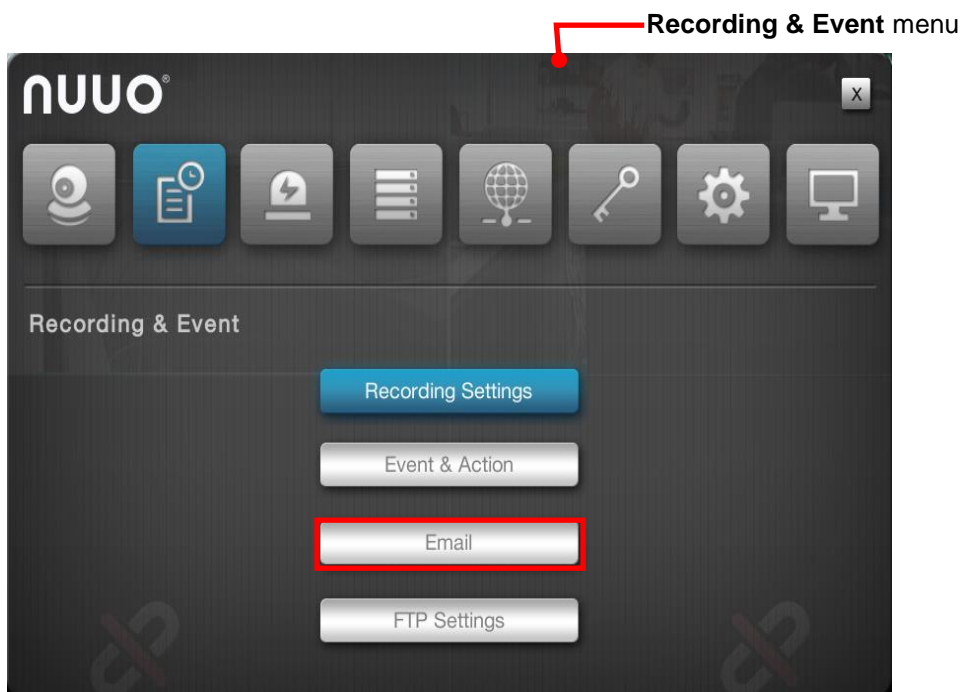 Recording & Event menu
nuuo®
X
Recording & Event
Recording Settings
Event & Action
Email
FTP Settings